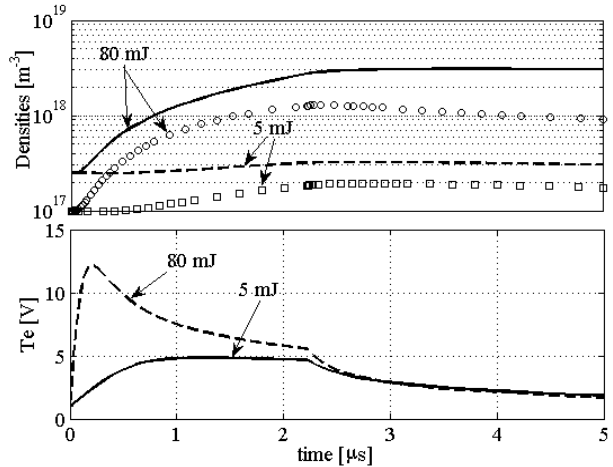 10^19
80 mJ
Densities [m^-3]
10^18
5 mJ
10^17
15
80 mJ
10
5 mJ
Te [V]
5
0
0 1 2 3 4 5
time [μs]